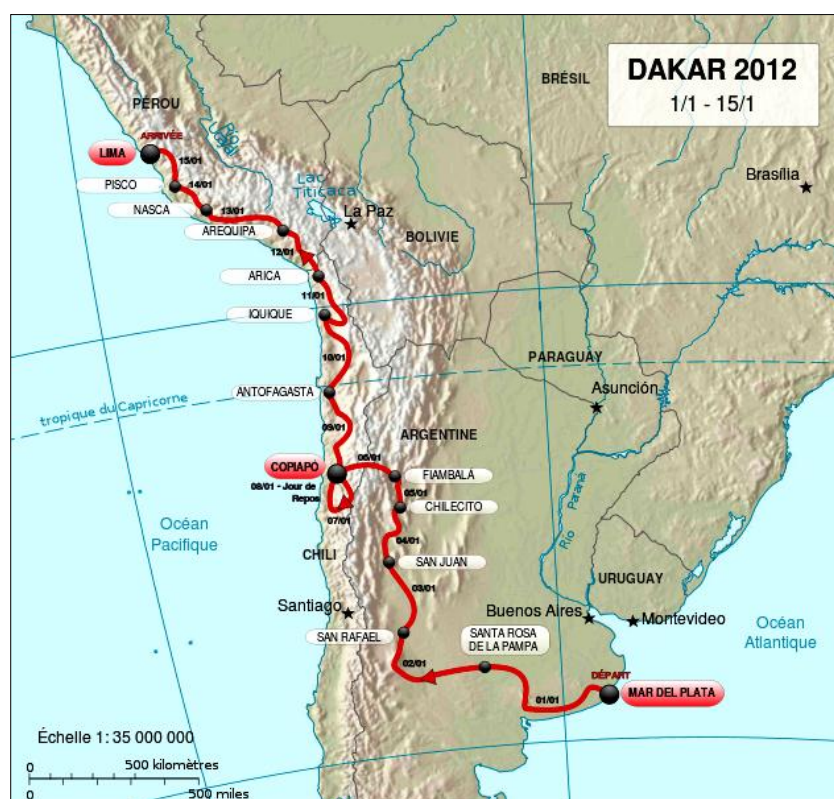 DAKAR 2012
1/1 - 15/1
BRÉSIL
PÉROU
ARRIVÉE
LIMA
15/01
Brasília
PISCO
14/01
Lac
Titicaca
NASCA
13/01
La Paz
AREQUIPA
BOLIVIE
12/01
ARICA
11/01
IQUIQUE
10/01
PARAGUAY
ANTOFAGASTA
Asunción
tropique du Capricorne
09/01
ARGENTINE
COPIAPÓ
06/01
FIAMBALÁ
08/01 - Jour de
Repos
05/01
CHILECITO
07/01
Río Paraná
Océan
Pacifique
04/01
CHILI
SAN JUAN
03/01
URUGUAY
Santiago
Buenos Aires
Montevideo
Océan
Atlantique
SAN RAFAEL
SANTA ROSA
DE LA PAMPA
02/01
DÉPART
01/01
MAR DEL PLATA
Échelle 1: 35 000 000
0
500 kilomètres
0
500 miles